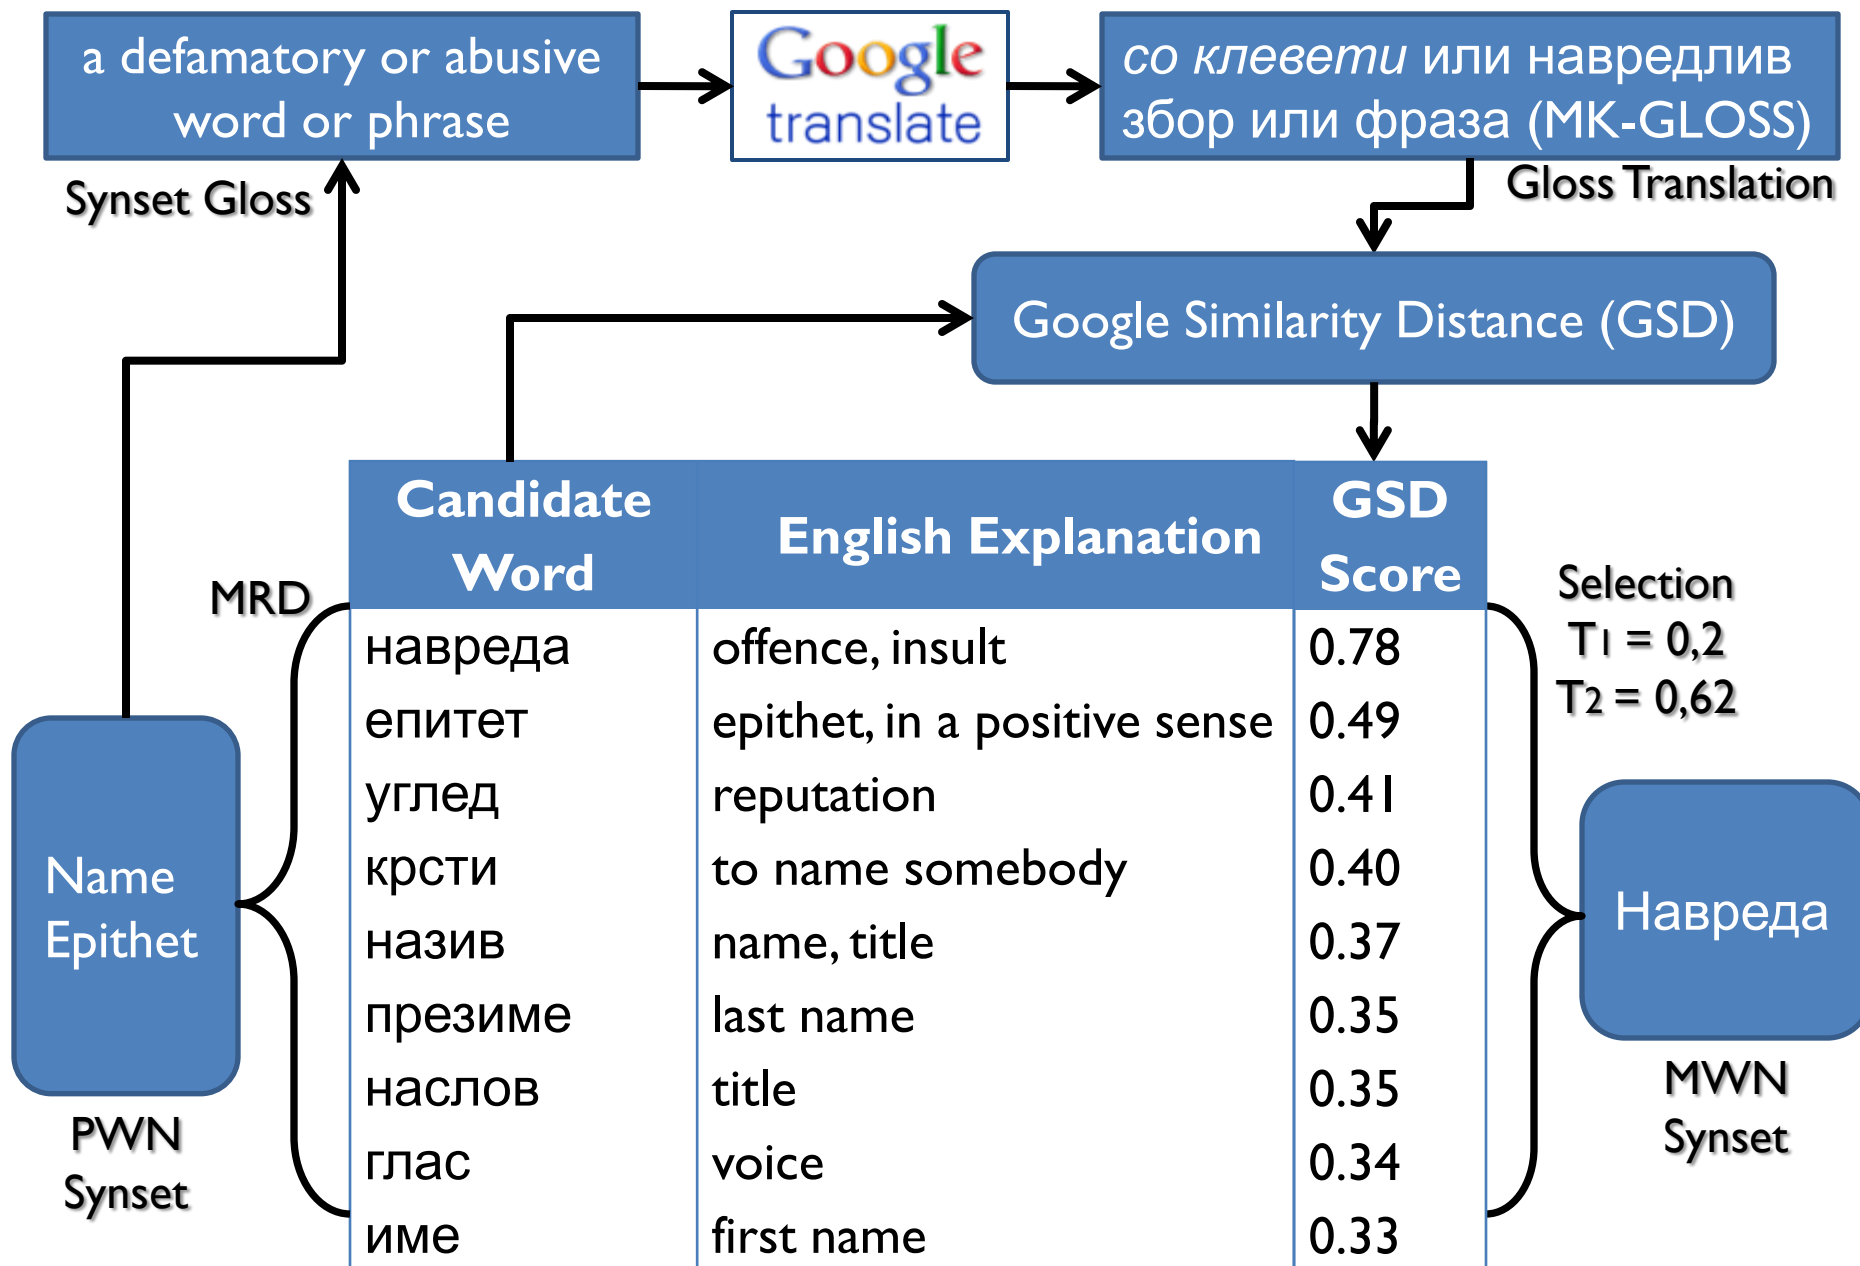 a defamatory or abusive
word or phrase
Google
translate
со клевети или навредлив
збор или фраза (MK-GLOSS)
Synset Gloss
Gloss Translation
Google Similarity Distance (GSD)
Candidate
Word
English Explanation
GSD
Score
MRD
Selection
T1 = 0,2
T2 = 0,62
навреда offence, insult 0.78
епитет epithet, in a positive sense 0.49
углед reputation 0.41
крсти to name somebody 0.40
назив name, title 0.37
презиме last name 0.35
наслов title 0.35
глас voice 0.34
име first name 0.33
Name
Epithet
PWN
Synset
Навреда
MWN
Synset